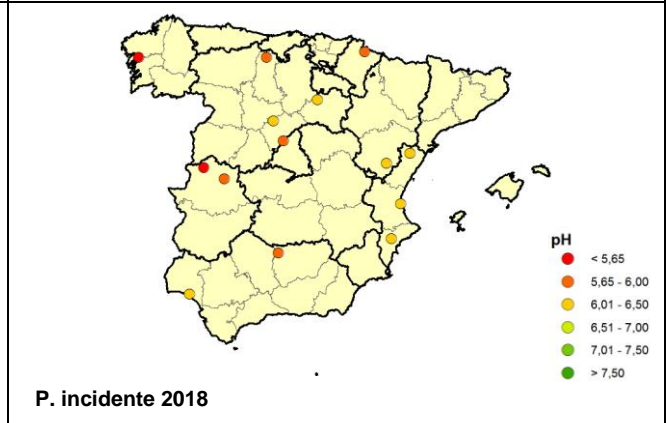 pH
< 5,65
5,65 - 6,00
6,01 - 6,50
6,51 - 7,00
7,01 - 7,50
> 7,50
P. incidente 2018